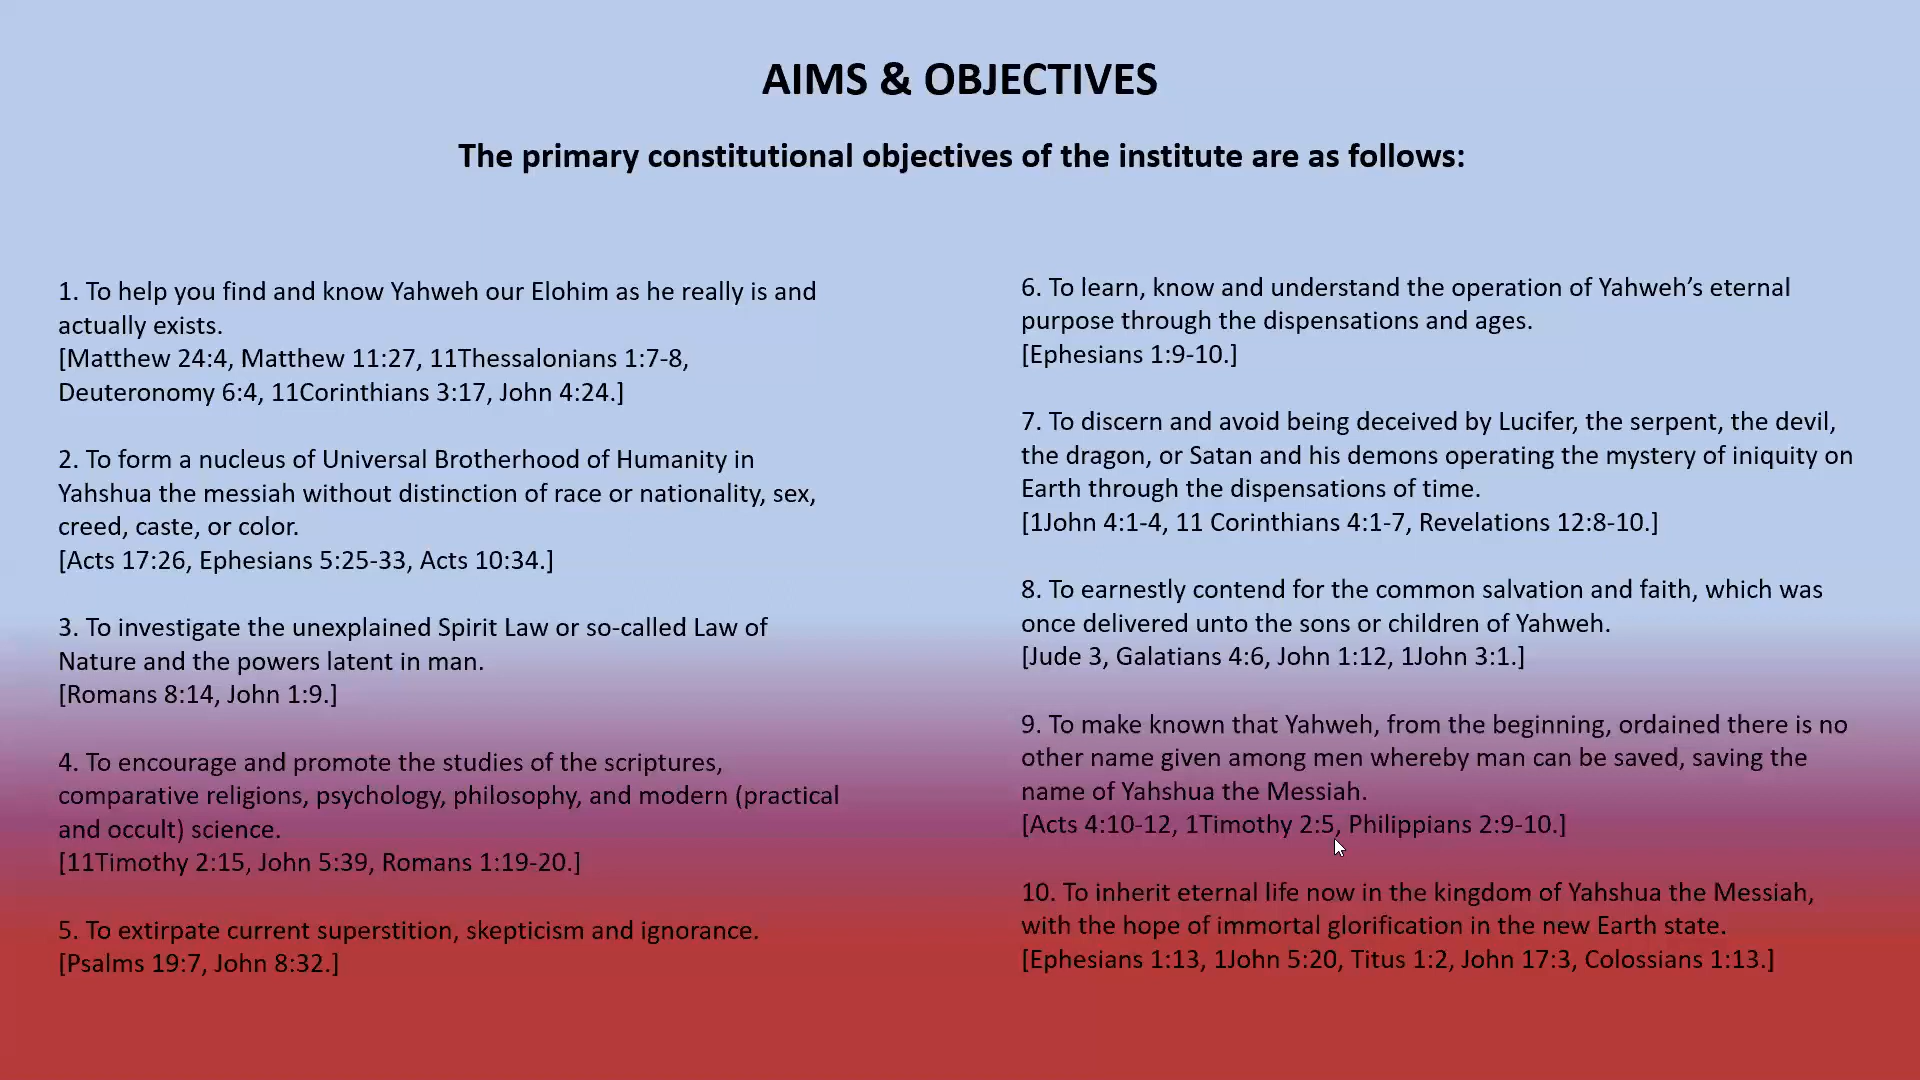 AIMS & OBJECTIVES
The primary constitutional objectives of the institute are as follows:
1. To help you find and know Yahweh our Elohim as he really is and
actually exists.
[Matthew 24:4, Matthew 11:27, 11Thessalonians 1:7-8,
Deuteronomy 6:4, 11Corinthians 3:17, John 4:24.]
2. To form a nucleus of Universal Brotherhood of Humanity in
Yahshua the messiah without distinction of race or nationality, sex,
creed, caste, or color.
[Acts 17:26, Ephesians 5:25-33, Acts 10:34.]
3. To investigate the unexplained Spirit Law or so-called Law of
Nature and the powers latent in man.
[Romans 8:14, John 1:9.]
4. To encourage and promote the studies of the scriptures,
comparative religions, psychology, philosophy, and modern (practical
and occult) science.
[11Timothy 2:15, John 5:39, Romans 1:19-20.]
5. To extirpate current superstition, skepticism and ignorance.
[Psalms 19:7, John 8:32.]
6. To learn, know and understand the operation of Yahweh’s eternal
purpose through the dispensations and ages.
[Ephesians 1:9-10.]
7. To discern and avoid being deceived by Lucifer, the serpent, the devil,
the dragon, or Satan and his demons operating the mystery of iniquity on
Earth through the dispensations of time.
[1John 4:1-4, 11 Corinthians 4:1-7, Revelations 12:8-10.]
8. To earnestly contend for the common salvation and faith, which was
once delivered unto the sons or children of Yahweh.
[Jude 3, Galatians 4:6, John 1:12, 1John 3:1.]
9. To make known that Yahweh, from the beginning, ordained there is no
other name given among men whereby man can be saved, saving the
name of Yahshua the Messiah.
[Acts 4:10-12, 1Timothy 2:5, Philippians 2:9-10.]
10. To inherit eternal life now in the kingdom of Yahshua the Messiah,
with the hope of immortal glorification in the new Earth state.
[Ephesians 1:13, 1John 5:20, Titus 1:2, John 17:3, Colossians 1:13.]